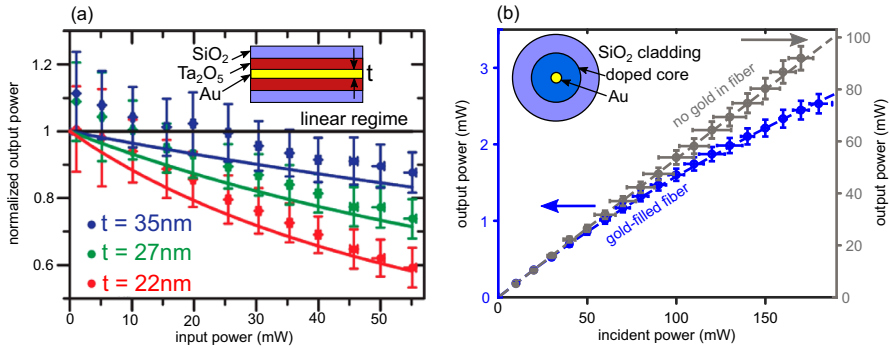 (a)
SiO2
Ta2O5
Au
t
linear regime
t = 35nm
t = 27nm
t = 22nm
normalized output power
1.2
1
0.8
0.6
0 10 20 30 40 50
input power (mW)
(b)
SiO2 cladding
doped core
Au
no gold in fiber
gold-filled fiber
output power (mW)
3
2
1
0
0 50 100 150
incident power (mW)
100
80
60
40
20
0
output power (mW)